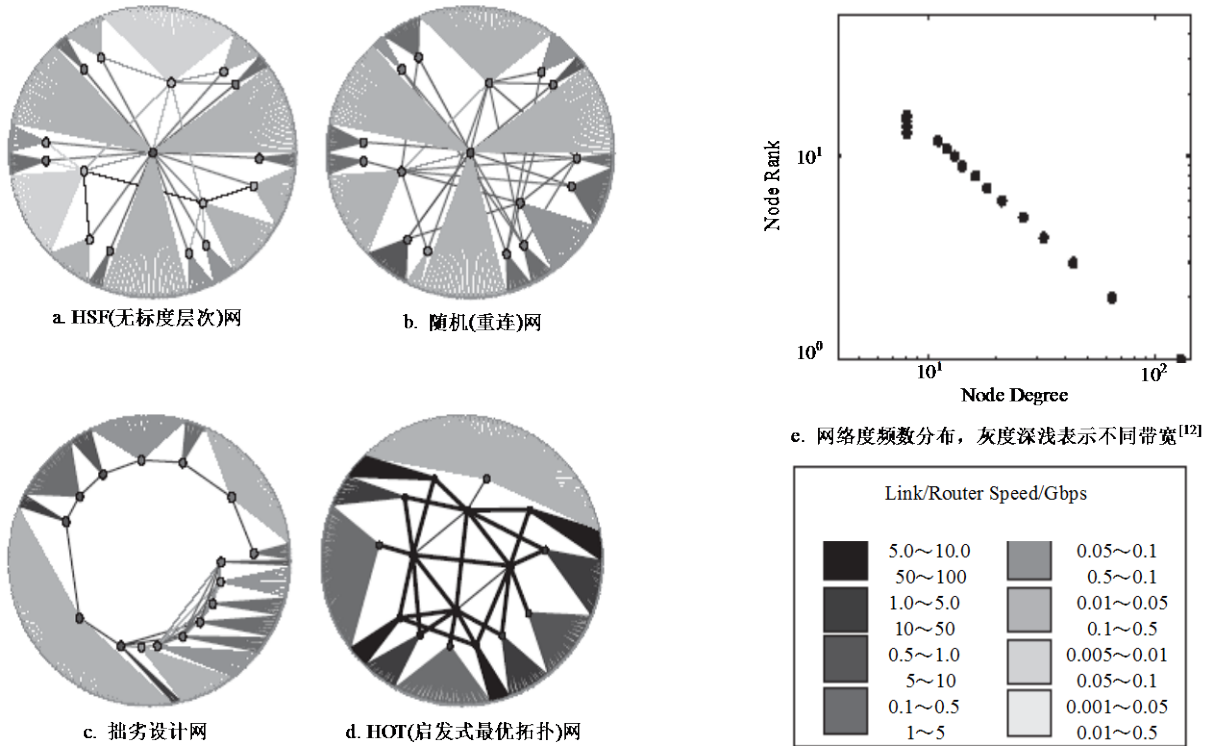 a. HSF(无标度层次)网
b. 随机(重连)网
Node Rank
10¹
10⁰
10¹
10²
Node Degree
e. 网络度频数分布，灰度深浅表示不同带宽[12]
c. 拙劣设计网
d. HOT(启发式最优拓扑)网
Link/Router Speed/Gbps
5.0～10.0
50～100
1.0～5.0
10～50
0.5～1.0
5～10
0.1～0.5
1～5
0.05～0.1
0.5～0.1
0.01～0.05
0.1～0.5
0.005～0.01
0.05～0.1
0.001～0.05
0.01～0.5